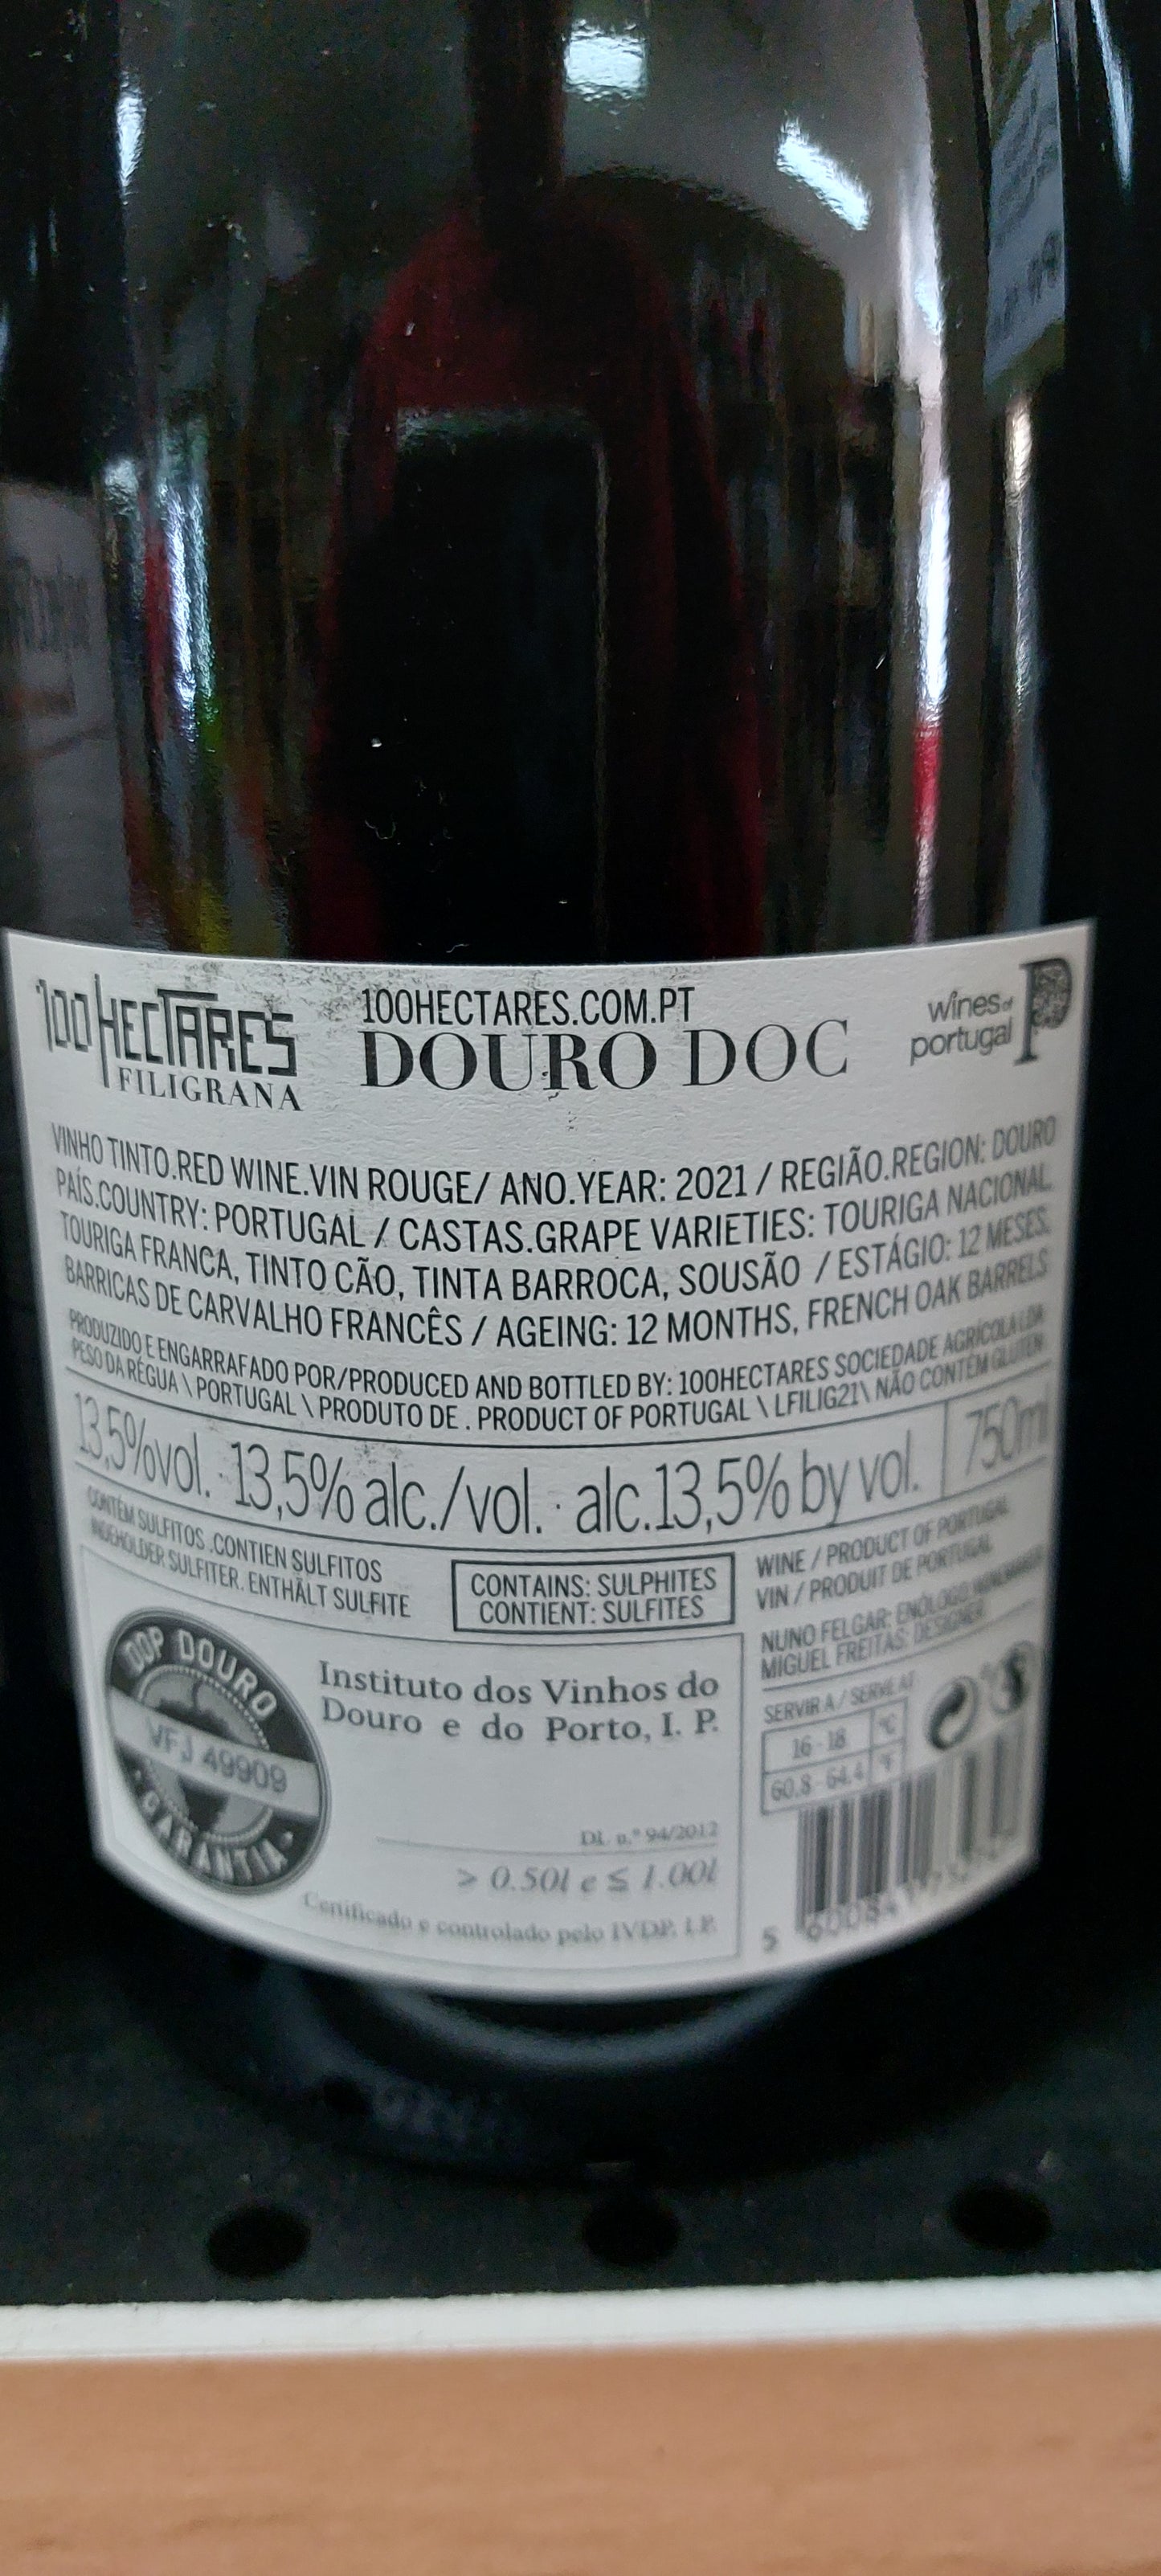 100HECTARES
FILIGRANA
100HECTARES.COM.PT
DOURO DOC
wines of
portugal
VINHO TINTO.RED WINE.VIN ROUGE/ ANO.YEAR: 2021 / REGIÃO.REGION: DOURO
PAÍS.COUNTRY: PORTUGAL / CASTAS.GRAPE VARIETIES: TOURIGA NACIONAL,
TOURIGA FRANCA, TINTO CÃO, TINTA BARROCA, SOUSÃO / ESTÁGIO: 12 MESES,
BARRICAS DE CARVALHO FRANCÊS / AGEING: 12 MONTHS, FRENCH OAK BARRELS
PRODUZIDO E ENGARRAFADO POR/PRODUCED AND BOTTLED BY: 100HECTARES SOCIEDADE AGRÍCOLA LDA
PESO DA RÉGUA \ PORTUGAL \ PRODUTO DE . PRODUCT OF PORTUGAL \ LFILIG21\ NÃO CONTÉM GLUTEN
13,5%vol. · 13,5% alc./vol. · alc.13,5% by vol.
750ml
CONTÉM SULFITOS .CONTIEN SULFITOS
INDEHOLDER SULFITER. ENTHÄLT SULFITE
CONTAINS: SULPHITES
CONTIENT: SULFITES
WINE / PRODUCT OF PORTUGAL
VIN / PRODUIT DE PORTUGAL
NUNO FELGAR: ENÓLOGO
MIGUEL FREITAS: DESIGNER
SERVIR A / SERVE AT
16 - 18 °C
60.8 - 64.4 °F
DOP DOURO
VFJ 49909
GARANTIA
Instituto dos Vinhos do
Douro e do Porto, I. P.
DL n.º 94/2012
> 0.50l e ≤ 1.00l
Certificado e controlado pelo IVDP, I.P.
5